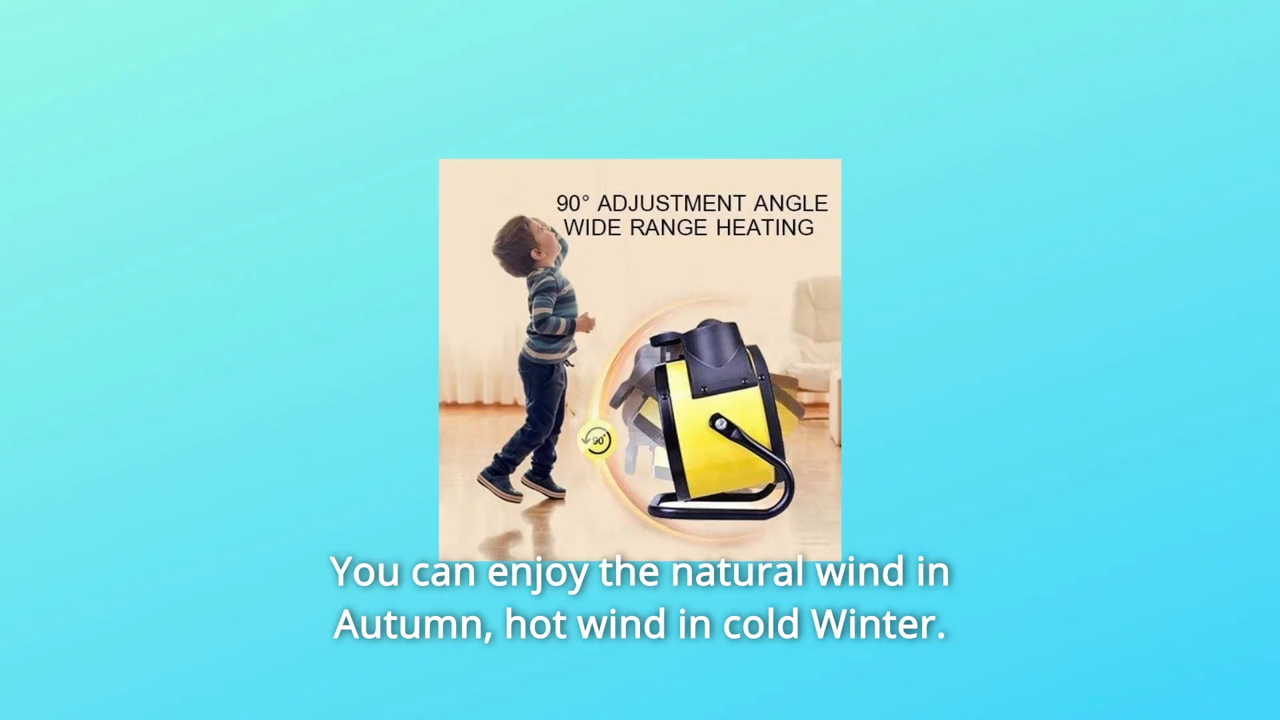 90° ADJUSTMENT ANGLE
WIDE RANGE HEATING
90°
You can enjoy the natural wind in
Autumn, hot wind in cold Winter.